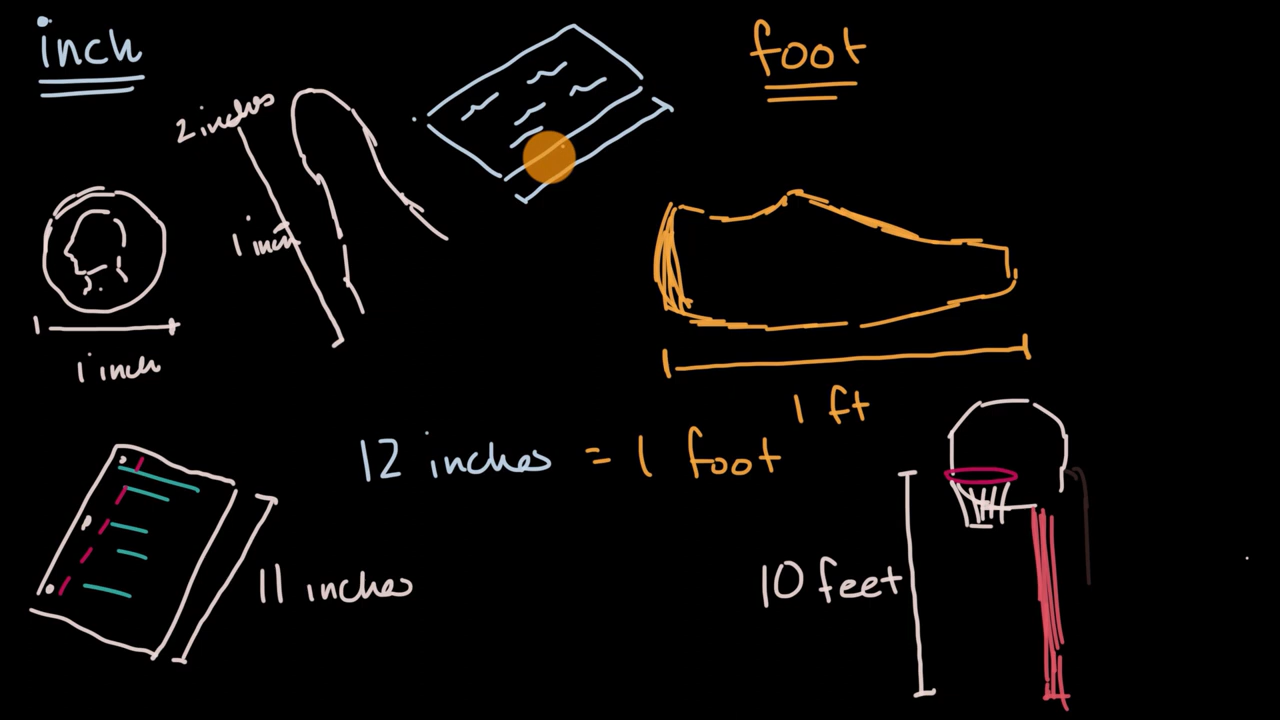 inch
foot
2 inches
1 inch
1 inch
1 ft
12 inches = 1 foot
11 inches
10 feet